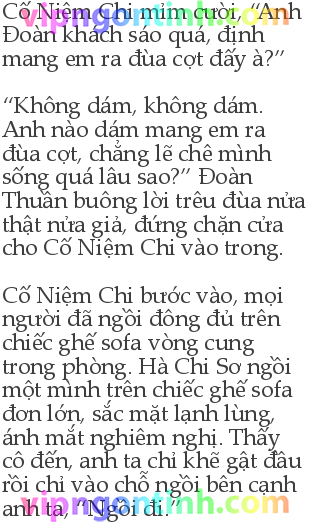 Cố Niệm Chi mỉm cười, “Anh
Đoàn khách sáo quá, định
mang em ra đùa cợt đấy à?”
“Không dám, không dám.
Anh nào dám mang em ra
đùa cợt, chẳng lẽ chê mình
sống quá lâu sao?” Đoàn
Thuần buông lời trêu đùa nửa
thật nửa giả, đứng chặn cửa
cho Cố Niệm Chi vào trong.
Cố Niệm Chi bước vào, mọi
người đã ngồi đông đủ trên
chiếc ghế sofa vòng cung
trong phòng. Hà Chi Sơ ngồi
một mình trên chiếc ghế sofa
đơn lớn, sắc mặt lạnh lùng,
ánh mắt nghiêm nghị. Thấy
cô đến, anh ta chỉ khẽ gật đầu
rồi chỉ vào chỗ ngồi bên cạnh
anh ta, “Ngồi đi.”
vipngontinh.com
vipngontinh.com